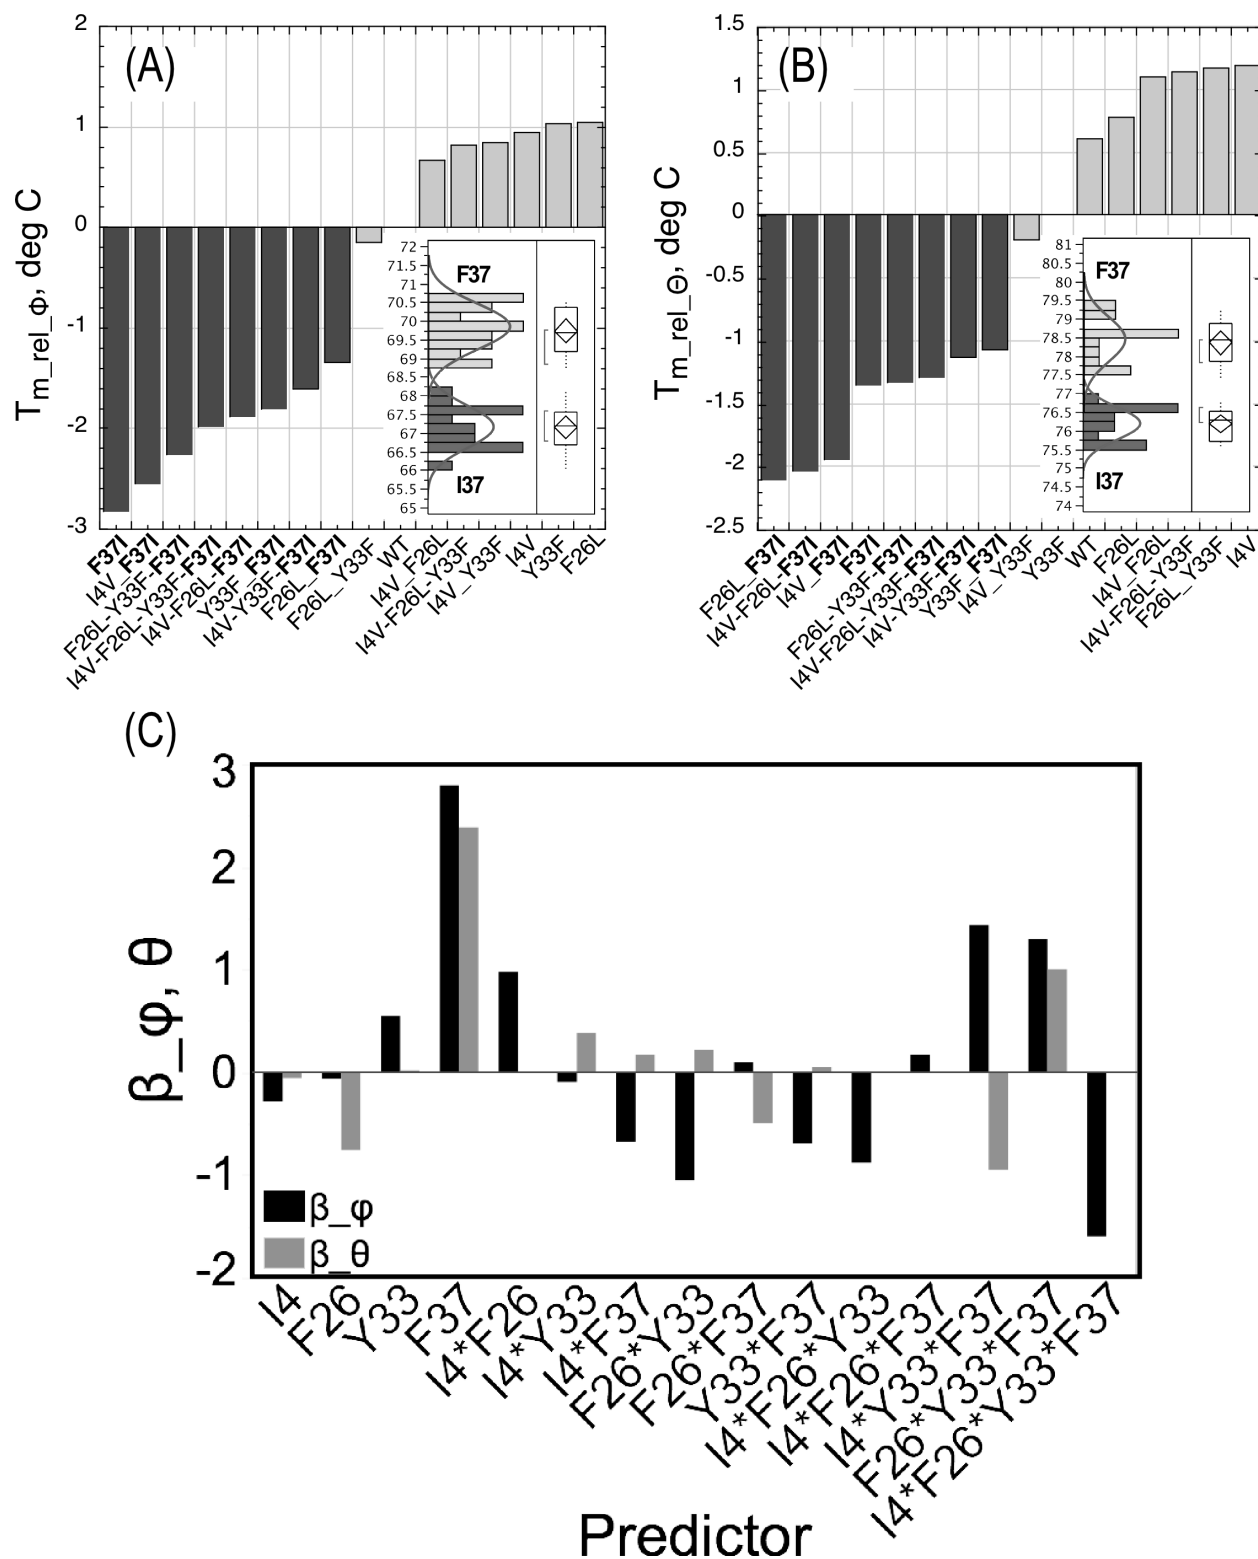 (A)
T_m_rel_Φ, deg C
2
1
0
-1
-2
-3
72
71.5
71
70.5
70
69.5
69
68.5
68
67.5
67
66.5
66
65.5
65
F37
I37
F37I
I4V_F37I
F26L-Y33F-F37I
I4V-F26L-Y33F-F37I
I4V-F26L-F37I
Y33F_F37I
I4V-Y33F-F37I
F26L_F37I
F26L_Y33F
WT
I4V_F26L
I4V-F26L-Y33F
I4V_Y33F
I4V
Y33F
F26L
(B)
T_m_rel_Θ, deg C
1.5
1
0.5
0
-0.5
-1
-1.5
-2
-2.5
81
80.5
80
79.5
79
78.5
78
77.5
77
76.5
76
75.5
75
74.5
74
F37
I37
F26L_F37I
I4V-F26L-F37I
I4V_F37I
F37I
F26L-Y33F-F37I
I4V-F26L-Y33F-F37I
I4V-Y33F-F37I
Y33F_F37I
I4V_Y33F
Y33F
WT
F26L
I4V_F26L
I4V-F26L-Y33F
F26L_Y33F
I4V
(C)
β_φ, θ
3
2
1
0
-1
-2
β_φ
β_θ
I4
F26
Y33
F37
I4*F26
I4*Y33
I4*F37
F26*Y33
F26*F37
Y33*F37
I4*F26*Y33
I4*F26*F37
I4*Y33*F37
F26*Y33*F37
I4*F26*Y33*F37
Predictor